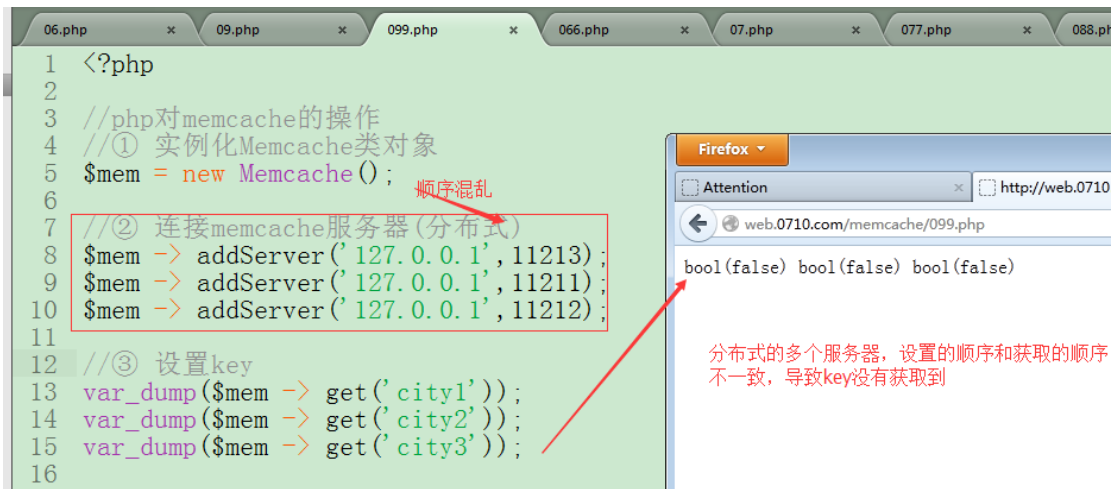 06.php × 09.php × 099.php × 066.php × 07.php × 077.php × 088.ph
1 <?php
2
3 //php对memcache的操作
4 //① 实例化Memcache类对象
5 $mem = new Memcache();
顺序混乱
6
7 //② 连接memcache服务器(分布式)
8 $mem -> addServer('127.0.0.1',11213);
9 $mem -> addServer('127.0.0.1',11211);
10 $mem -> addServer('127.0.0.1',11212);
11
12 //③ 设置key
13 var_dump($mem -> get('city1'));
14 var_dump($mem -> get('city2'));
15 var_dump($mem -> get('city3'));
16
Firefox
Attention × http://web.0710
web.0710.com/memcache/099.php
bool(false) bool(false) bool(false)
分布式的多个服务器，设置的顺序和获取的顺序
不一致，导致key没有获取到